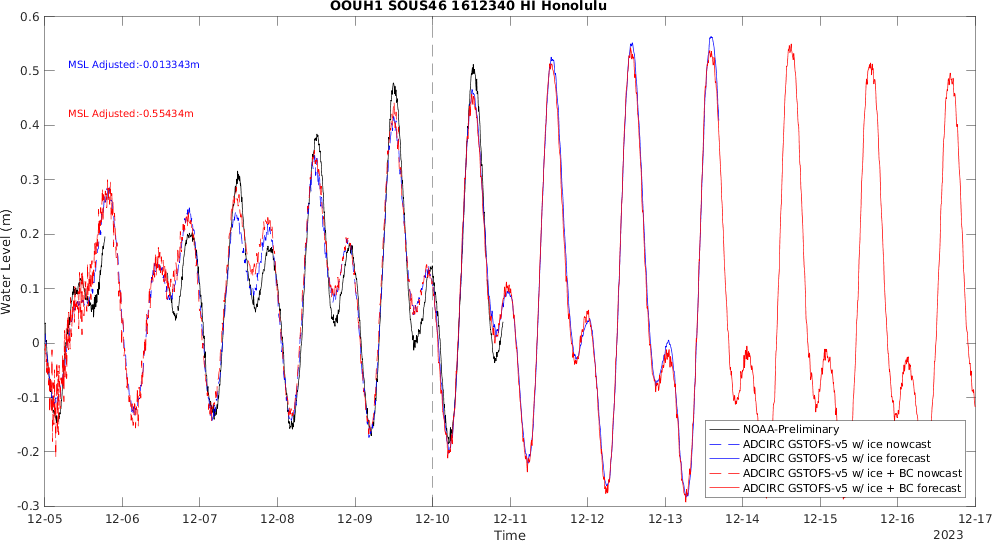 OOUH1 SOUS46 1612340 HI Honolulu
0.6
0.5
0.4
0.3
0.2
0.1
0
-0.1
-0.2
-0.3
Water Level (m)
MSL Adjusted:-0.013343m
MSL Adjusted:-0.55434m
NOAA-Preliminary
ADCIRC GSTOFS-v5 w/ ice nowcast
ADCIRC GSTOFS-v5 w/ ice forecast
ADCIRC GSTOFS-v5 w/ ice + BC nowcast
ADCIRC GSTOFS-v5 w/ ice + BC forecast
12-05 12-06 12-07 12-08 12-09 12-10 12-11 12-12 12-13 12-14 12-15 12-16 12-17
Time
2023